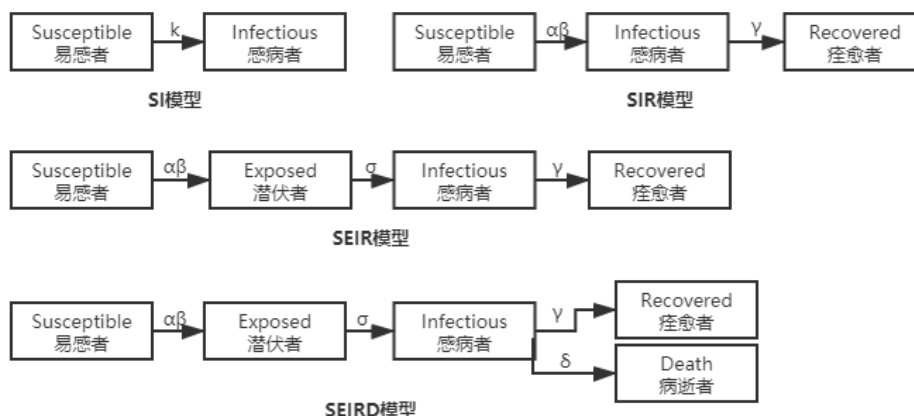 Susceptible
易感者
k
Infectious
感病者
SI模型
Susceptible
易感者
αβ
Infectious
感病者
γ
Recovered
痊愈者
SIR模型
Susceptible
易感者
αβ
Exposed
潜伏者
σ
Infectious
感病者
γ
Recovered
痊愈者
SEIR模型
Susceptible
易感者
αβ
Exposed
潜伏者
σ
Infectious
感病者
γ
Recovered
痊愈者
δ
Death
病逝者
SEIRD模型